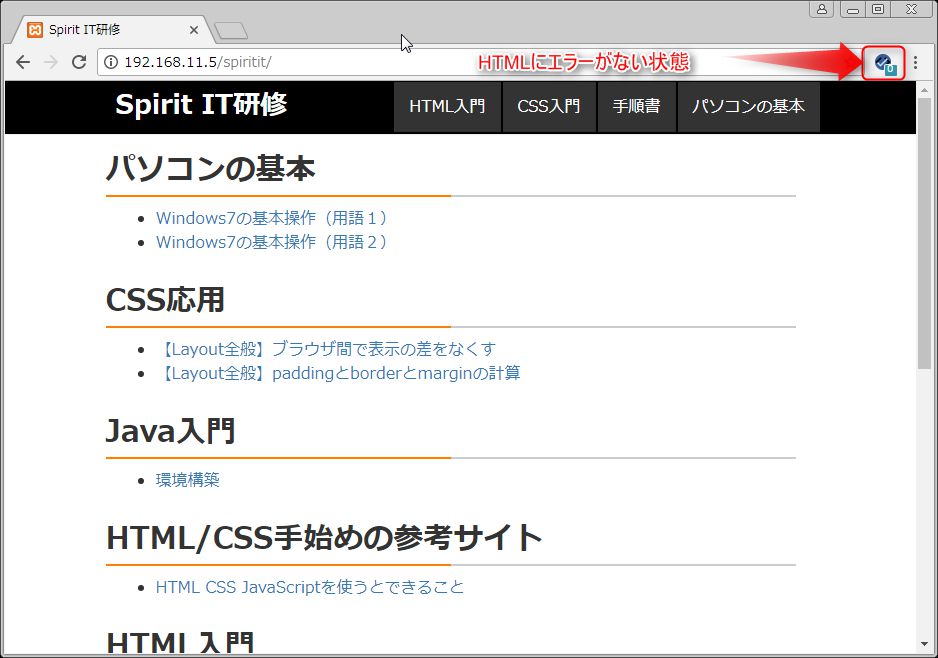 Spirit IT研修
192.168.11.5/spiritit/
HTMLにエラーがない状態
0
Spirit IT研修
HTML入門
CSS入門
手順書
パソコンの基本
パソコンの基本
Windows7の基本操作（用語１）
Windows7の基本操作（用語２）
CSS応用
【Layout全般】ブラウザ間で表示の差をなくす
【Layout全般】paddingとborderとmarginの計算
Java入門
環境構築
HTML/CSS手始めの参考サイト
HTML CSS JavaScriptを使うとできること
HTML入門